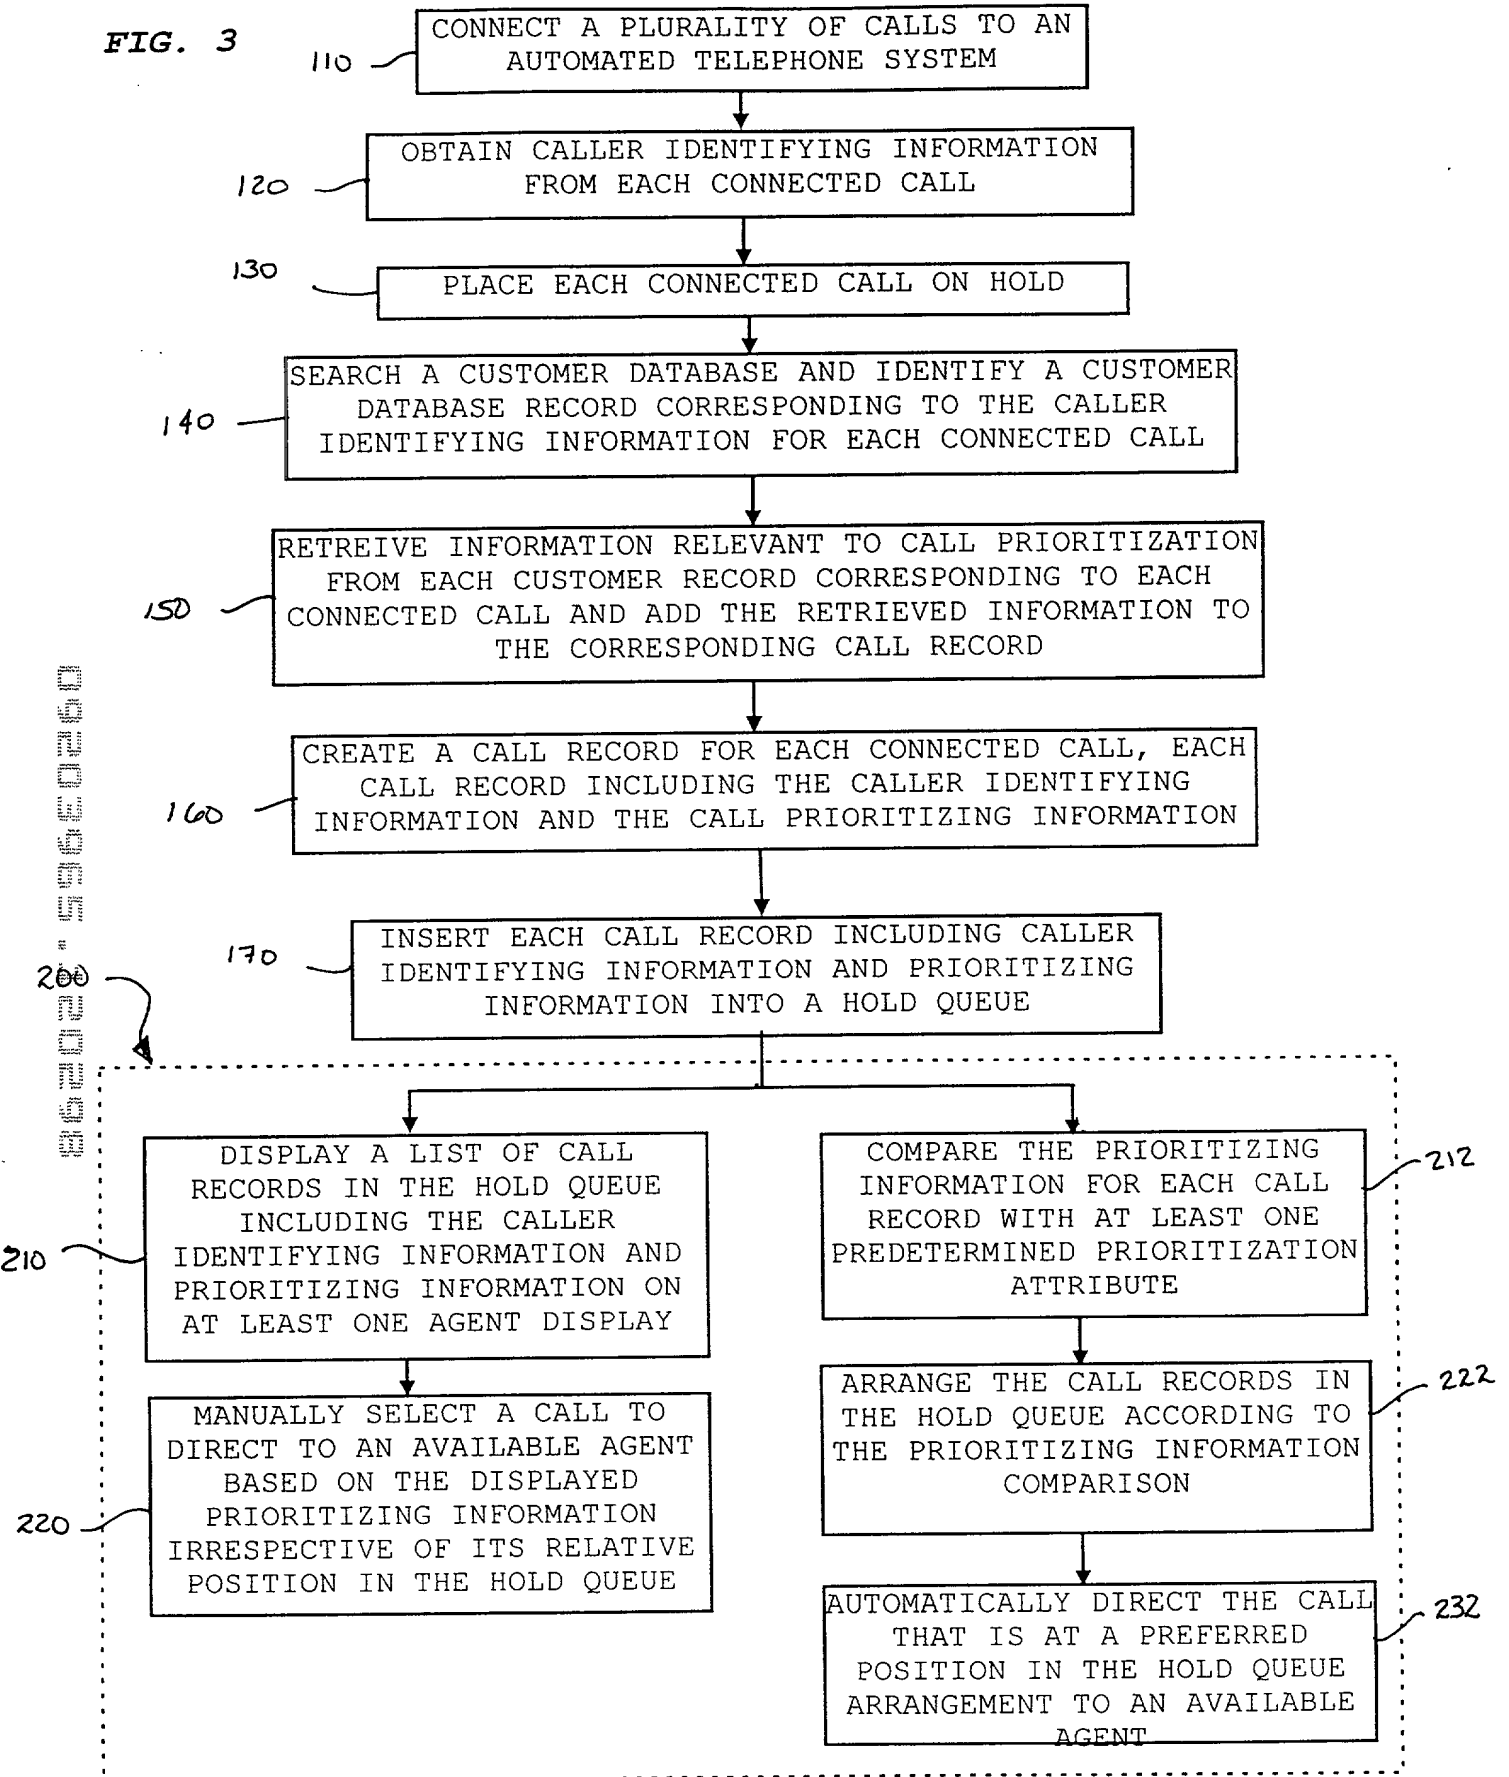 FIG. 3
110
CONNECT A PLURALITY OF CALLS TO AN
AUTOMATED TELEPHONE SYSTEM
120
OBTAIN CALLER IDENTIFYING INFORMATION
FROM EACH CONNECTED CALL
130
PLACE EACH CONNECTED CALL ON HOLD
140
SEARCH A CUSTOMER DATABASE AND IDENTIFY A CUSTOMER
DATABASE RECORD CORRESPONDING TO THE CALLER
IDENTIFYING INFORMATION FOR EACH CONNECTED CALL
150
RETREIVE INFORMATION RELEVANT TO CALL PRIORITIZATION
FROM EACH CUSTOMER RECORD CORRESPONDING TO EACH
CONNECTED CALL AND ADD THE RETRIEVED INFORMATION TO
THE CORRESPONDING CALL RECORD
160
CREATE A CALL RECORD FOR EACH CONNECTED CALL, EACH
CALL RECORD INCLUDING THE CALLER IDENTIFYING
INFORMATION AND THE CALL PRIORITIZING INFORMATION
170
INSERT EACH CALL RECORD INCLUDING CALLER
IDENTIFYING INFORMATION AND PRIORITIZING
INFORMATION INTO A HOLD QUEUE
200
210
DISPLAY A LIST OF CALL
RECORDS IN THE HOLD QUEUE
INCLUDING THE CALLER
IDENTIFYING INFORMATION AND
PRIORITIZING INFORMATION ON
AT LEAST ONE AGENT DISPLAY
220
MANUALLY SELECT A CALL TO
DIRECT TO AN AVAILABLE AGENT
BASED ON THE DISPLAYED
PRIORITIZING INFORMATION
IRRESPECTIVE OF ITS RELATIVE
POSITION IN THE HOLD QUEUE
212
COMPARE THE PRIORITIZING
INFORMATION FOR EACH CALL
RECORD WITH AT LEAST ONE
PREDETERMINED PRIORITIZATION
ATTRIBUTE
222
ARRANGE THE CALL RECORDS IN
THE HOLD QUEUE ACCORDING TO
THE PRIORITIZING INFORMATION
COMPARISON
232
AUTOMATICALLY DIRECT THE CALL
THAT IS AT A PREFERRED
POSITION IN THE HOLD QUEUE
ARRANGEMENT TO AN AVAILABLE
AGENT